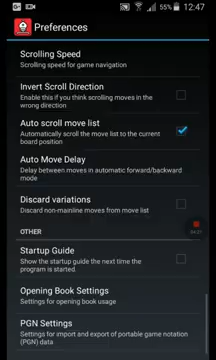 55% 12:47
Preferences
Scrolling Speed
Scrolling speed for game navigation
Invert Scroll Direction
Enable this if you think scrolling moves in the
wrong direction
Auto scroll move list
Automatically scroll the move list to the current
board position
Auto Move Delay
Delay between moves in automatic forward/backward
mode
Discard variations
Discard non-mainline moves from move list
OTHER
Startup Guide
Show the startup guide the next time the
program is started.
Opening Book Settings
Settings for opening book usage
PGN Settings
Settings for import and export of portable game notation
(PGN) data